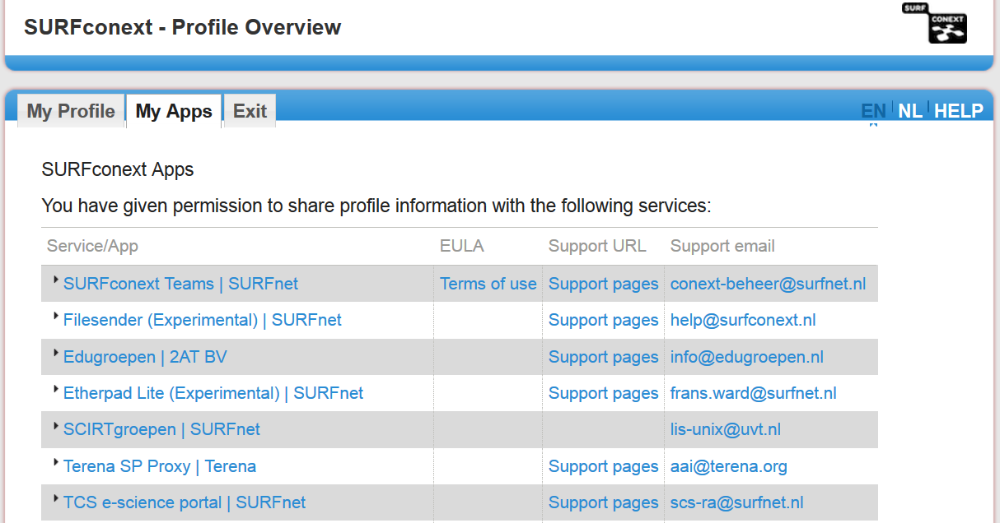 SURFconext - Profile Overview
SURF
CONEXT
My Profile My Apps Exit EN NL HELP
SURFconext Apps
You have given permission to share profile information with the following services:
Service/App EULA Support URL Support email
SURFconext Teams | SURFnet Terms of use Support pages conext-beheer@surfnet.nl
Filesender (Experimental) | SURFnet Support pages help@surfconext.nl
Edugroepen | 2AT BV Support pages info@edugroepen.nl
Etherpad Lite (Experimental) | SURFnet Support pages frans.ward@surfnet.nl
SCIRTgroepen | SURFnet lis-unix@uvt.nl
Terena SP Proxy | Terena Support pages aai@terena.org
TCS e-science portal | SURFnet Support pages scs-ra@surfnet.nl